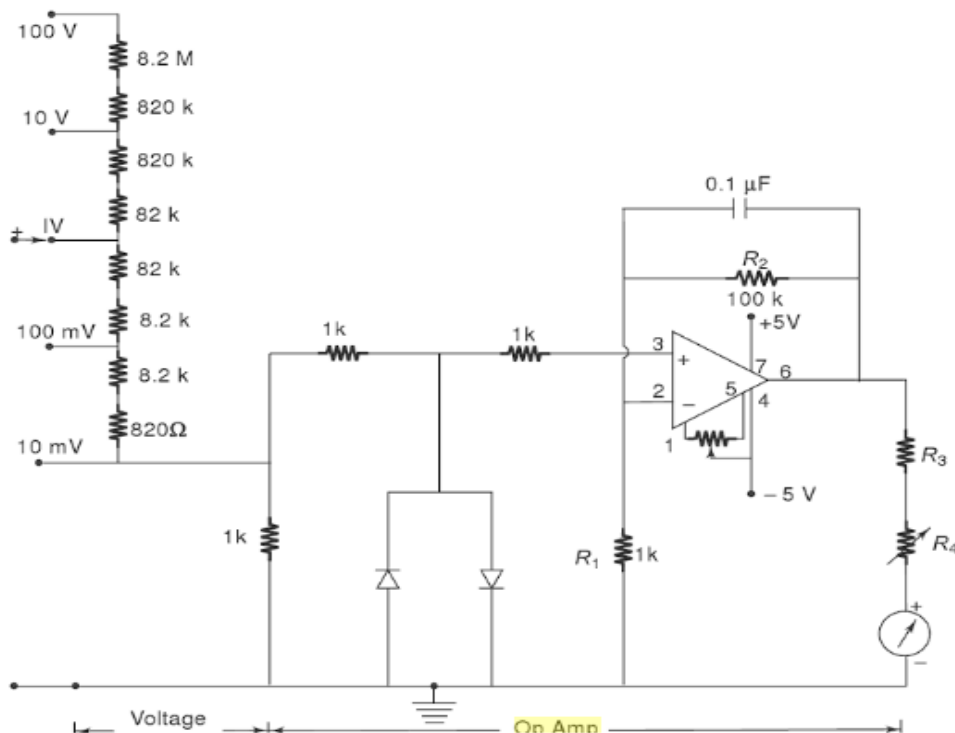 100 V
8.2 M
820 k
10 V
820 k
82 k
+ IV
82 k
8.2 k
100 mV
8.2 k
820Ω
10 mV
1k
1k
1k
0.1 μF
R2
100 k
+5V
3
+
7
6
2
−
5
4
1
− 5 V
R1
1k
R3
R4
+
−
Voltage
Op Amp